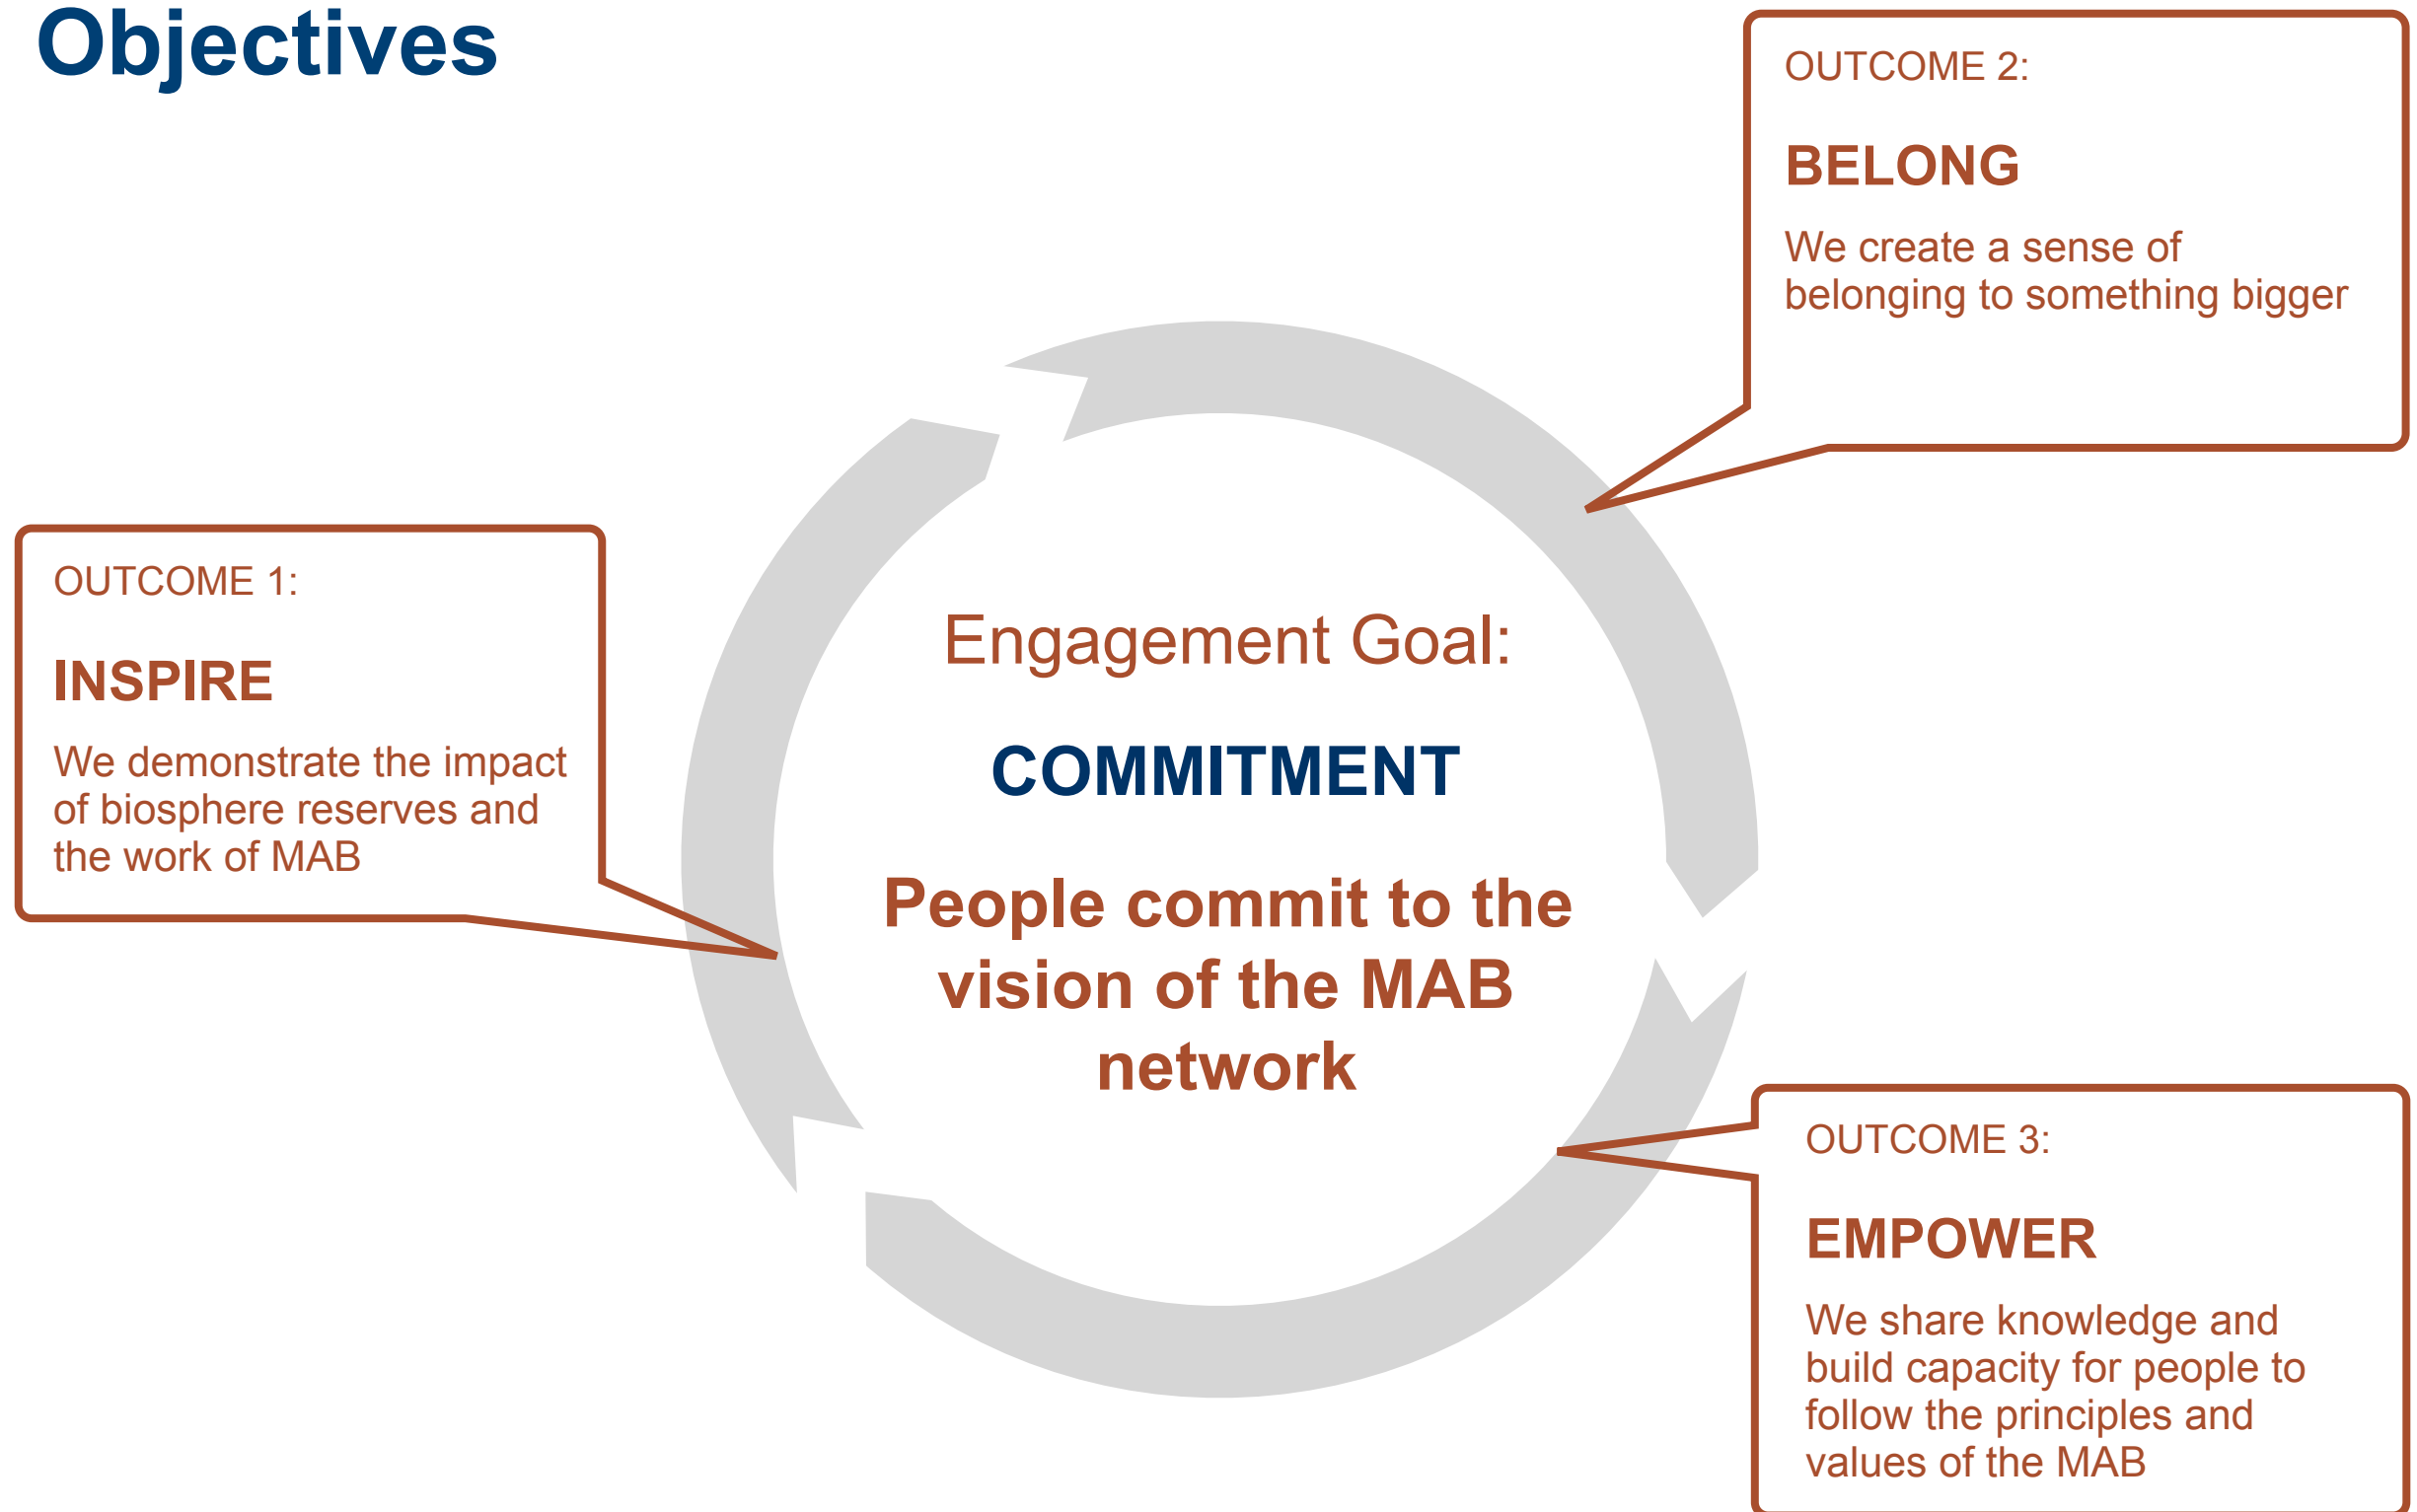 Objectives
OUTCOME 1:
INSPIRE
We demonstrate the impact
of biosphere reserves and
the work of MAB
OUTCOME 2:
BELONG
We create a sense of
belonging to something bigger
Engagement Goal:
COMMITMENT
People commit to the
vision of the MAB
network
OUTCOME 3:
EMPOWER
We share knowledge and
build capacity for people to
follow the principles and
values of the MAB